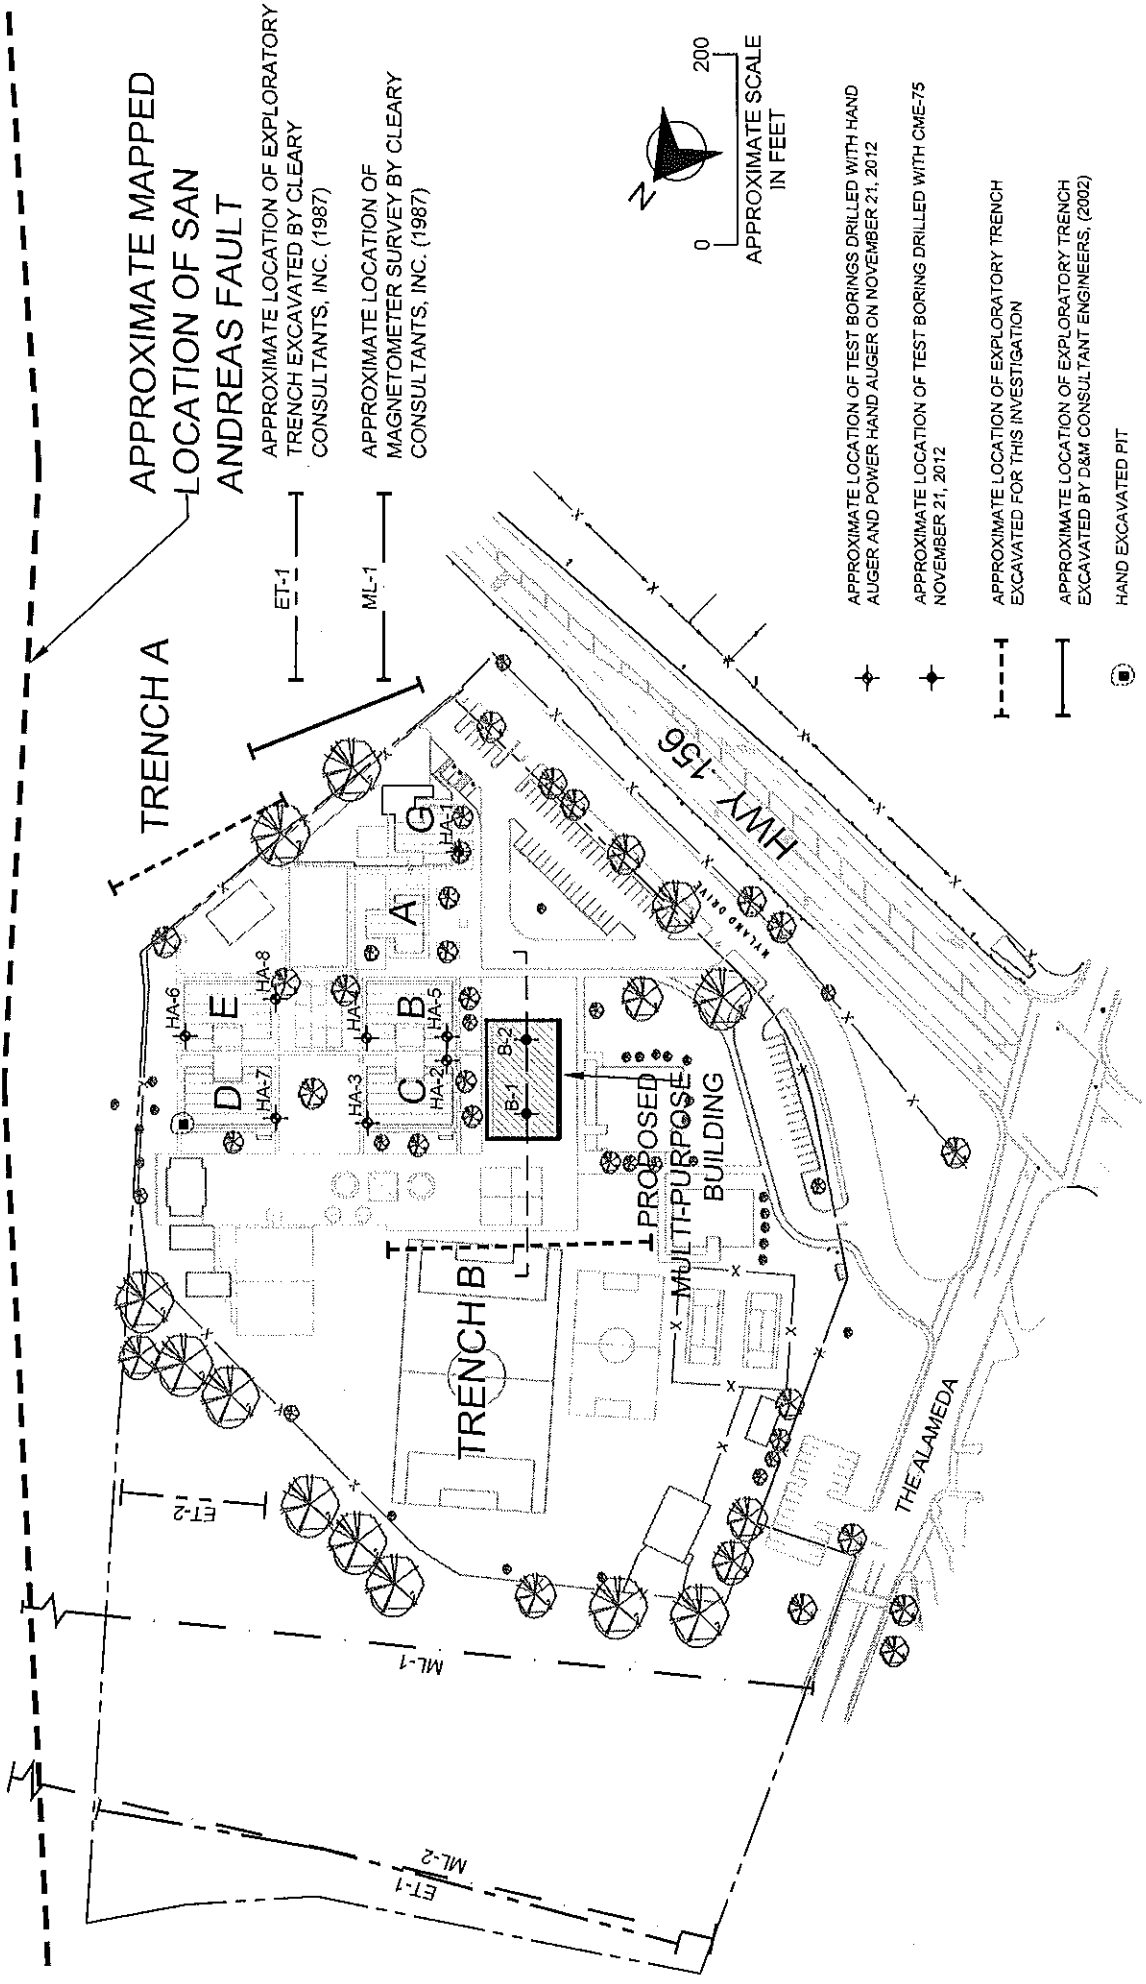 APPROXIMATE MAPPED
LOCATION OF SAN
ANDREAS FAULT
TRENCH A
ET-1
APPROXIMATE LOCATION OF EXPLORATORY
TRENCH EXCAVATED BY CLEARY
CONSULTANTS, INC. (1987)
ML-1
APPROXIMATE LOCATION OF
MAGNETOMETER SURVEY BY CLEARY
CONSULTANTS, INC. (1987)
N
0
200
APPROXIMATE SCALE
IN FEET
APPROXIMATE LOCATION OF TEST BORINGS DRILLED WITH HAND
AUGER AND POWER HAND AUGER ON NOVEMBER 21, 2012
APPROXIMATE LOCATION OF TEST BORING DRILLED WITH CME-75
NOVEMBER 21, 2012
APPROXIMATE LOCATION OF EXPLORATORY TRENCH
EXCAVATED FOR THIS INVESTIGATION
APPROXIMATE LOCATION OF EXPLORATORY TRENCH
EXCAVATED BY D&M CONSULTANT ENGINEERS, (2002)
HAND EXCAVATED PIT
HA-6
HA-8
E
D
HA-7
HA-3
B
HA-5
C
HA-2
A
G
HA-1
B-1
B-2
PROPOSED
MULTI-PURPOSE
BUILDING
TRENCH B
ET-2
ML-1
ML-2
ET-1
HWY 156
NYLAND DRIVE
THE ALAMEDA